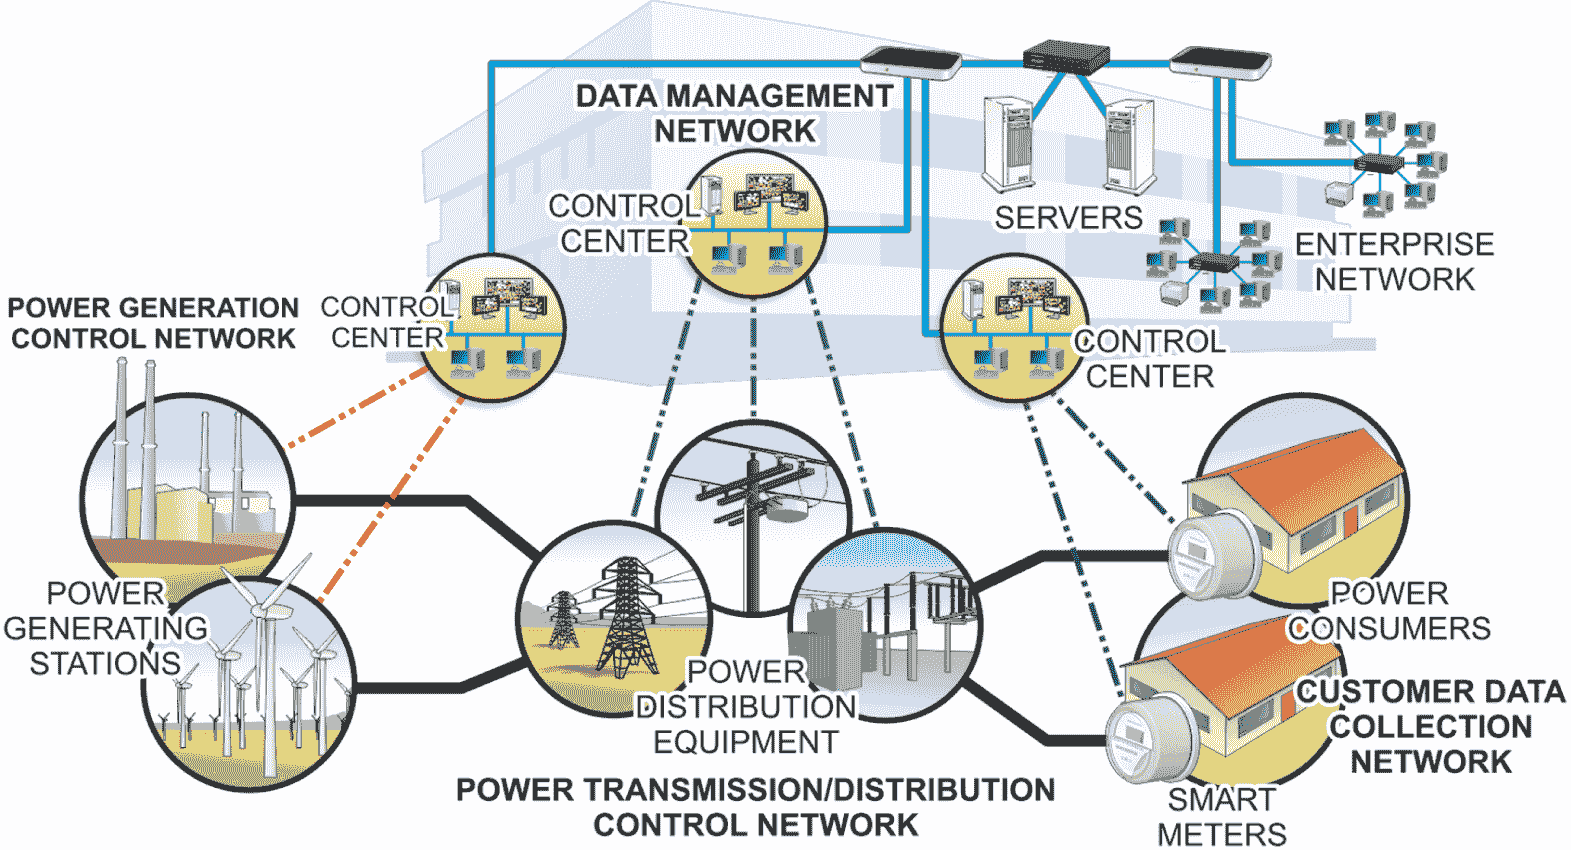 DATA MANAGEMENT
NETWORK
CONTROL
CENTER
SERVERS
ENTERPRISE
NETWORK
POWER GENERATION
CONTROL NETWORK
CONTROL
CENTER
CONTROL
CENTER
POWER
GENERATING
STATIONS
POWER
DISTRIBUTION
EQUIPMENT
POWER
CONSUMERS
CUSTOMER DATA
COLLECTION
NETWORK
POWER TRANSMISSION/DISTRIBUTION
CONTROL NETWORK
SMART
METERS